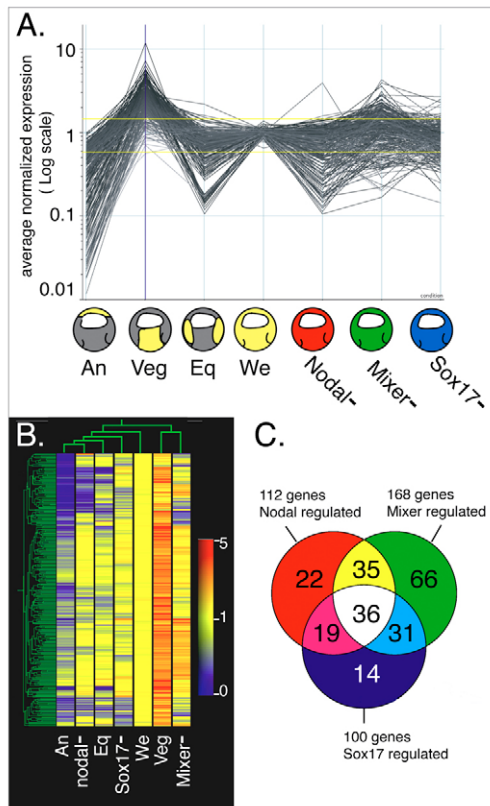 A.
average normalized expression
( Log scale)
10
1
0.1
0.01
condition
An
Veg
Eq
We
Nodal-
Mixer-
Sox17-
B.
5
1
0
An
nodal-
Eq
Sox17-
We
Veg
Mixer-
C.
112 genes
Nodal regulated
168 genes
Mixer regulated
22
35
66
36
19
31
14
100 genes
Sox17 regulated